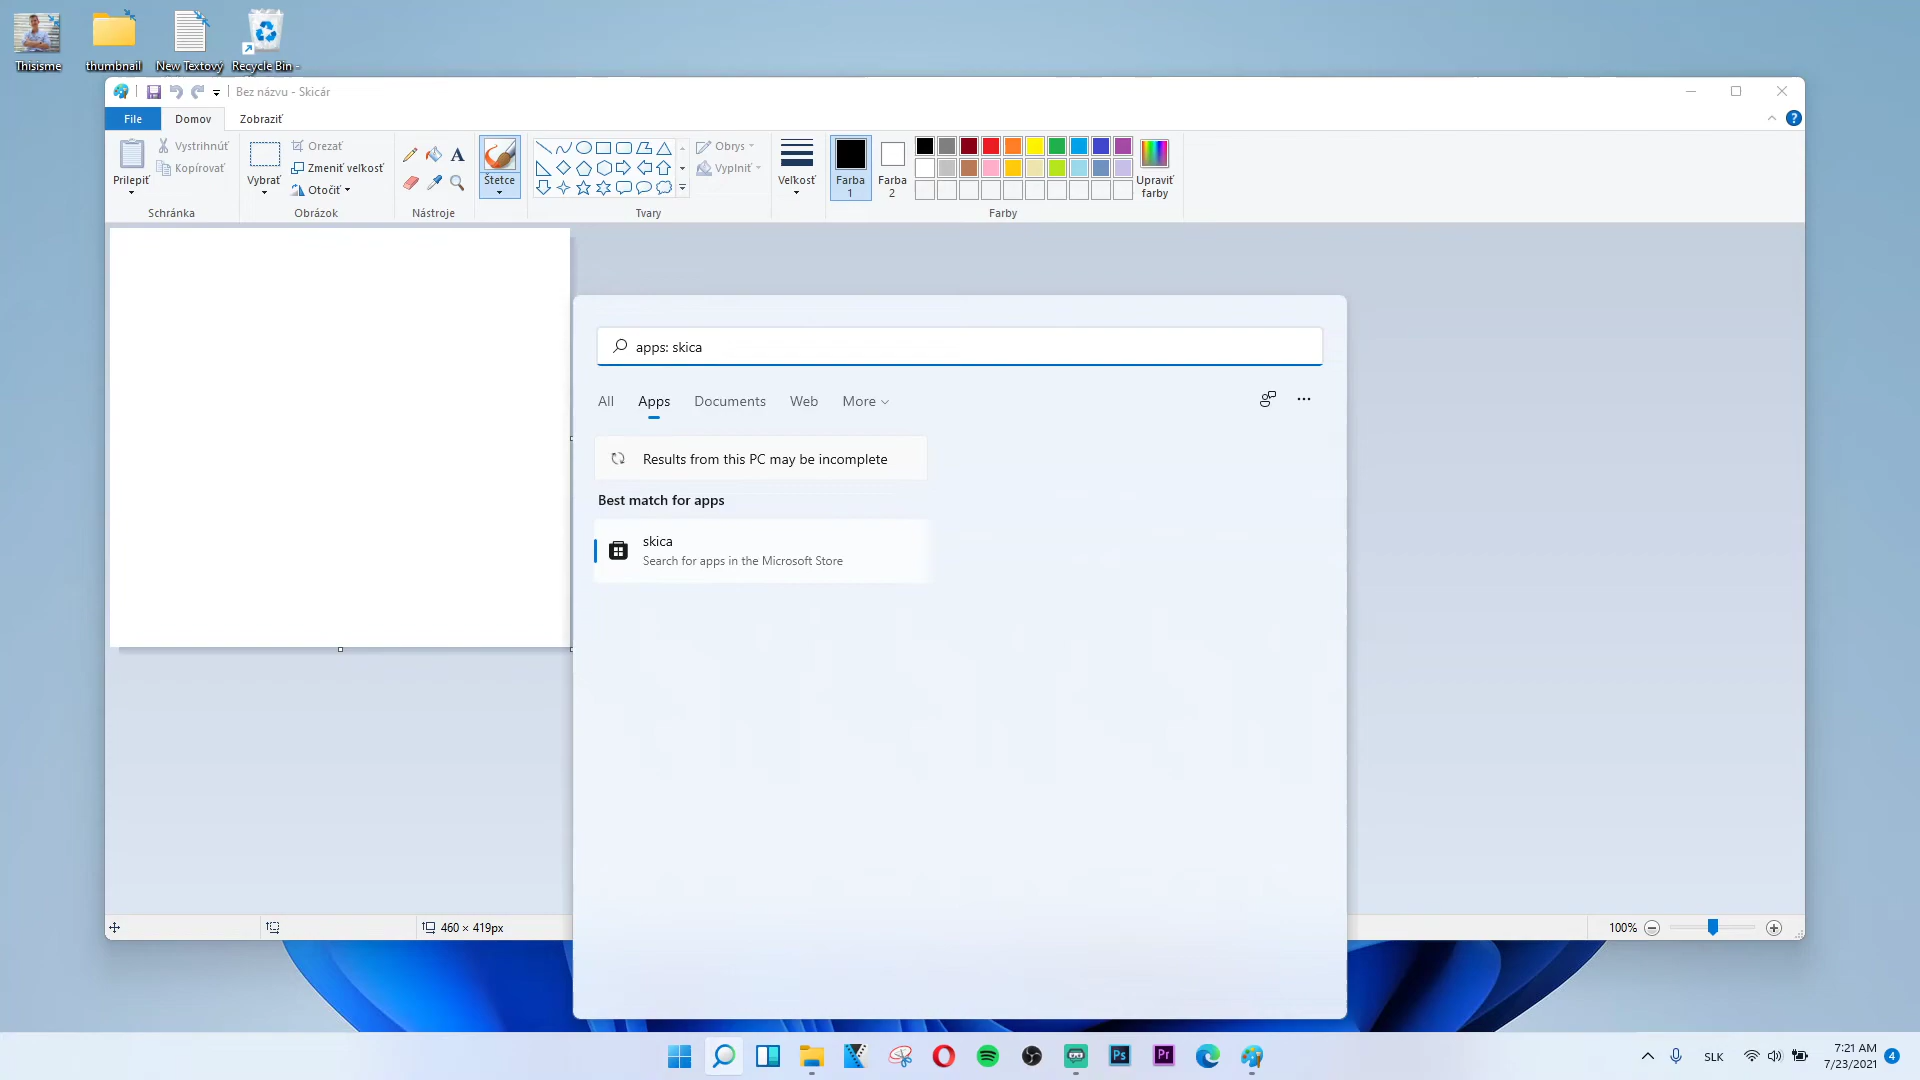 Thisisme
thumbnail
New Textový
Recycle Bin -
Bez názvu - Skicár
File
Domov
Zobraziť
Prilepiť
Vystrihnúť
Kopírovať
Schránka
Vybrať
Orezať
Zmeniť veľkosť
Otočiť
Obrázok
A
Nástroje
Štetce
Obrys
Vyplniť
Tvary
Veľkosť
Farba
1
Farba
2
Upraviť
farby
Farby
?
apps: skica
All
Apps
Documents
Web
More
Results from this PC may be incomplete
Best match for apps
skica
Search for apps in the Microsoft Store
460 × 419px
100%
Ps
Pr
SLK
7:21 AM
7/23/2021
4